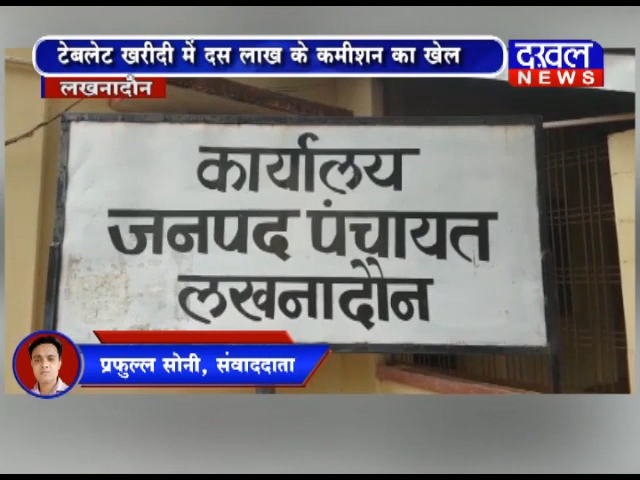 टेबलेट खरीदी में दस लाख के कमीशन का खेल
दखल
NEWS
लखनादौन
कार्यालय
जनपद पंचायत
लखनादौन
प्रफुल्ल सोनी, संवाददाता